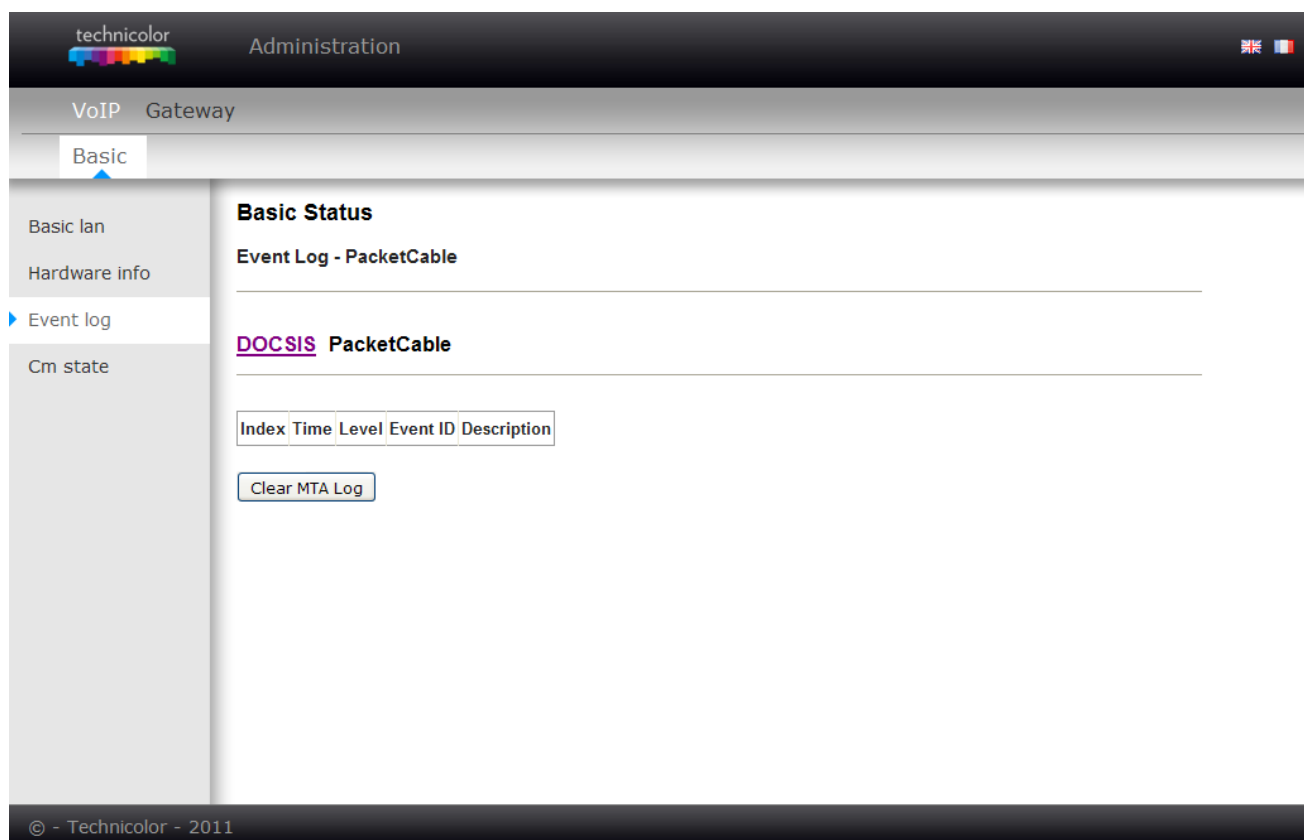 technicolor
Administration
VoIP Gateway
Basic
Basic lan
Hardware info
Event log
Cm state
Basic Status
Event Log - PacketCable
DOCSIS PacketCable
Index Time Level Event ID Description
Clear MTA Log
© - Technicolor - 2011